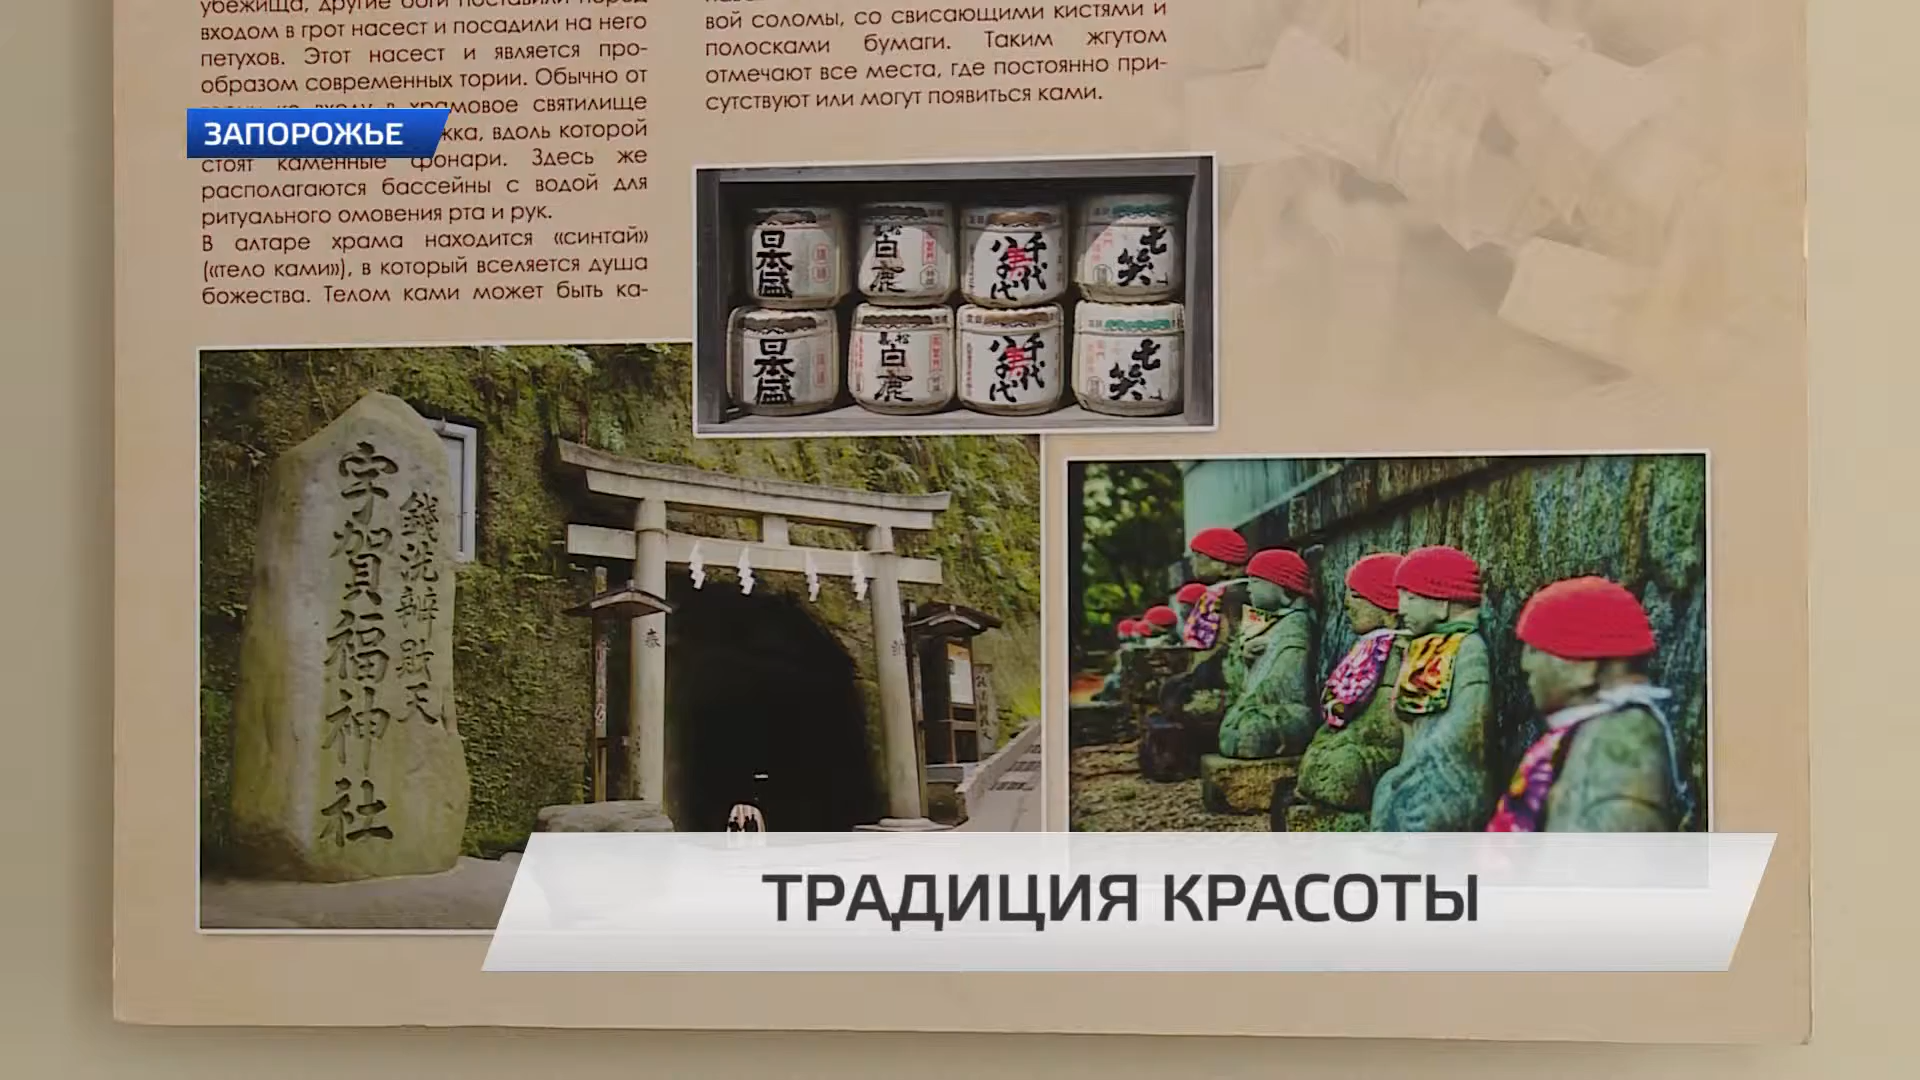 убежища, другие боги поставили перед
входом в грот насест и посадили на него
петухов. Этот насест и является про-
образом современных тории. Обычно от
храмовое святилище
вдоль которой
стоят каменные фонари. Здесь же
располагаются бассейны с водой для
ритуального омовения рта и рук.
В алтаре храма находится «синтай»
(«тело ками»), в который вселяется душа
божества. Телом ками может быть ка-
вой соломы, со свисающими кистями и
полосками бумаги. Таким жгутом
отмечают все места, где постоянно при-
сутствуют или могут появиться ками.
ЗАПОРОЖЬЕ
日本盛
白鹿
千代
七笑
日本盛
白鹿
千代
七笑
銭洗辨財天
宇賀福神社
ТРАДИЦИЯ КРАСОТЫ